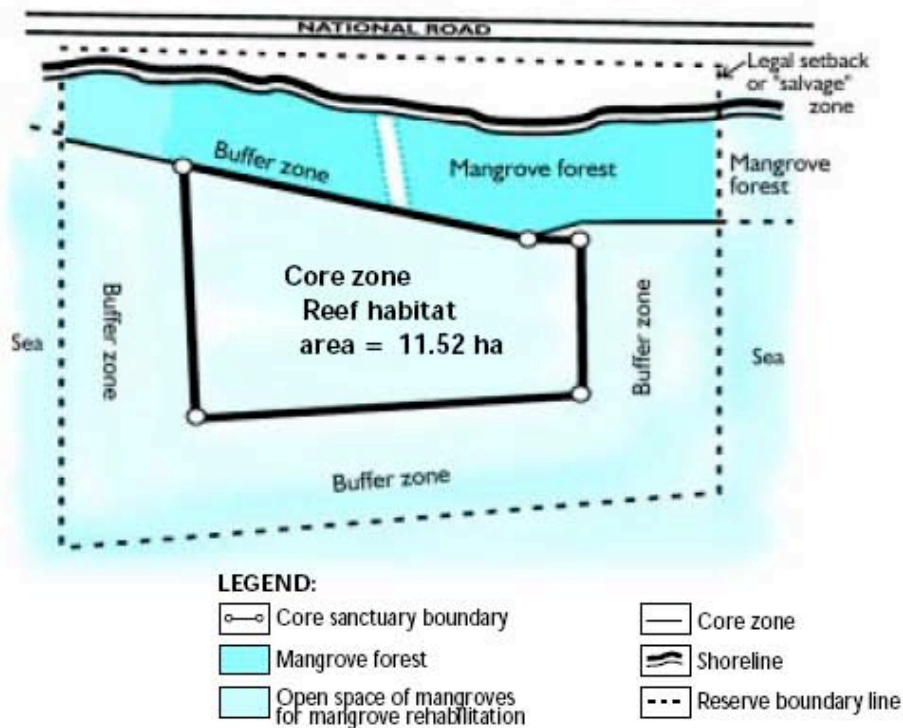 NATIONAL ROAD
Legal setback
or "salvage"
zone
Buffer zone
Mangrove forest
Mangrove
forest
Core zone
Reef habitat
area = 11.52 ha
Buffer zone
Buffer zone
Sea
Sea
Buffer zone
LEGEND:
Core sanctuary boundary
Mangrove forest
Open space of mangroves
for mangrove rehabilitation
Core zone
Shoreline
Reserve boundary line